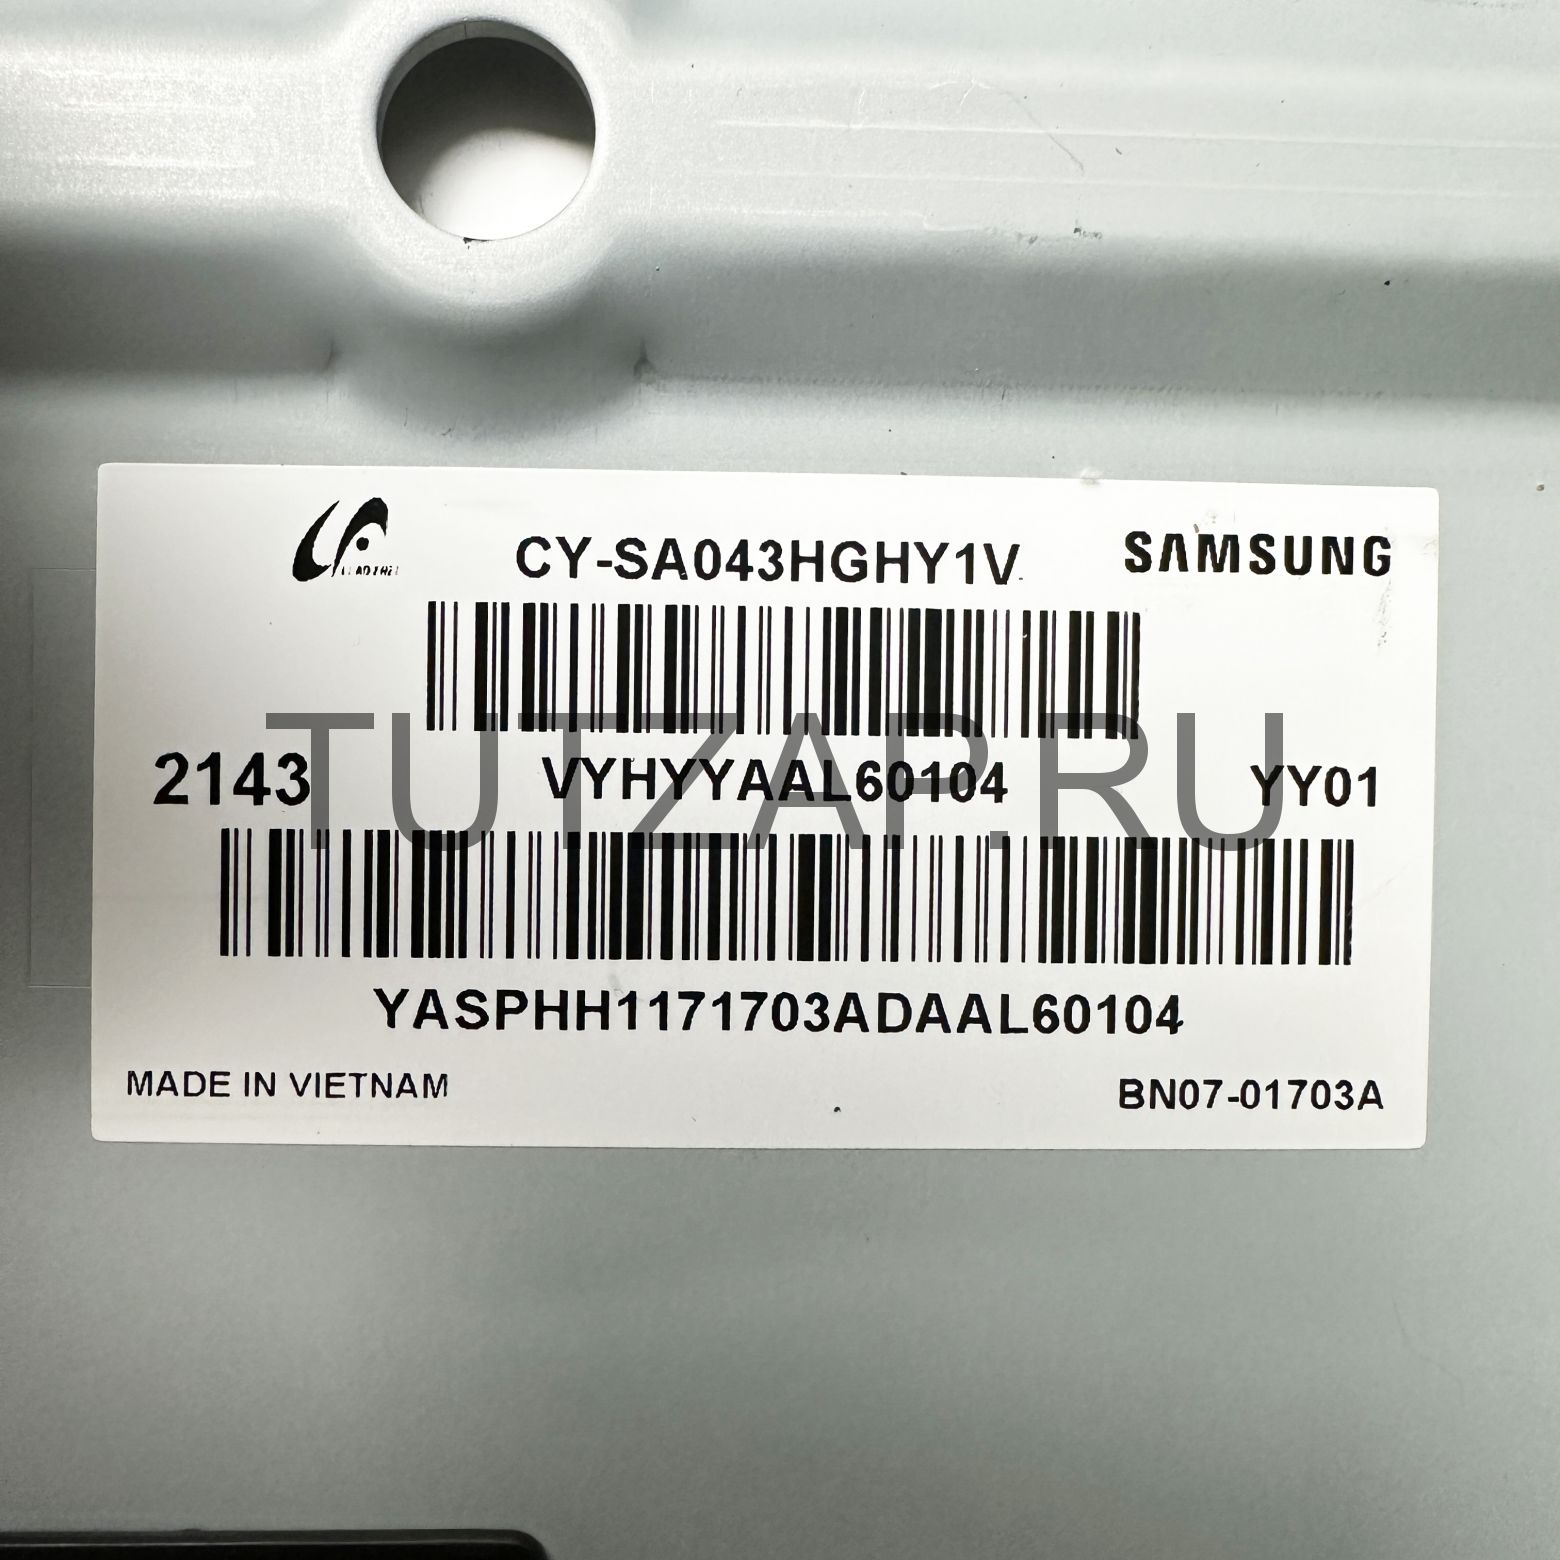 CY-SA043HGHY1V
SAMSUNG
2143
VYHYYAAL60104
YY01
TUTZAP.RU
YASPHH1171703ADAAL60104
MADE IN VIETNAM
BN07-01703A